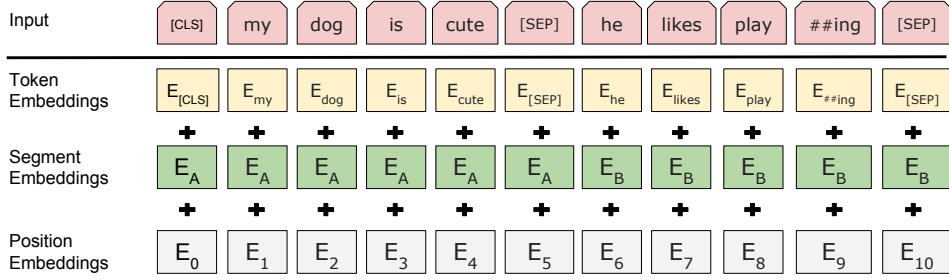 Input [CLS] my dog is cute [SEP] he likes play ##ing [SEP]
Token Embeddings E[CLS] Emy Edog Eis Ecute E[SEP] Ehe Elikes Eplay E##ing E[SEP]
+ + + + + + + + + + +
Segment Embeddings EA EA EA EA EA EA EB EB EB EB EB
+ + + + + + + + + + +
Position Embeddings E0 E1 E2 E3 E4 E5 E6 E7 E8 E9 E10